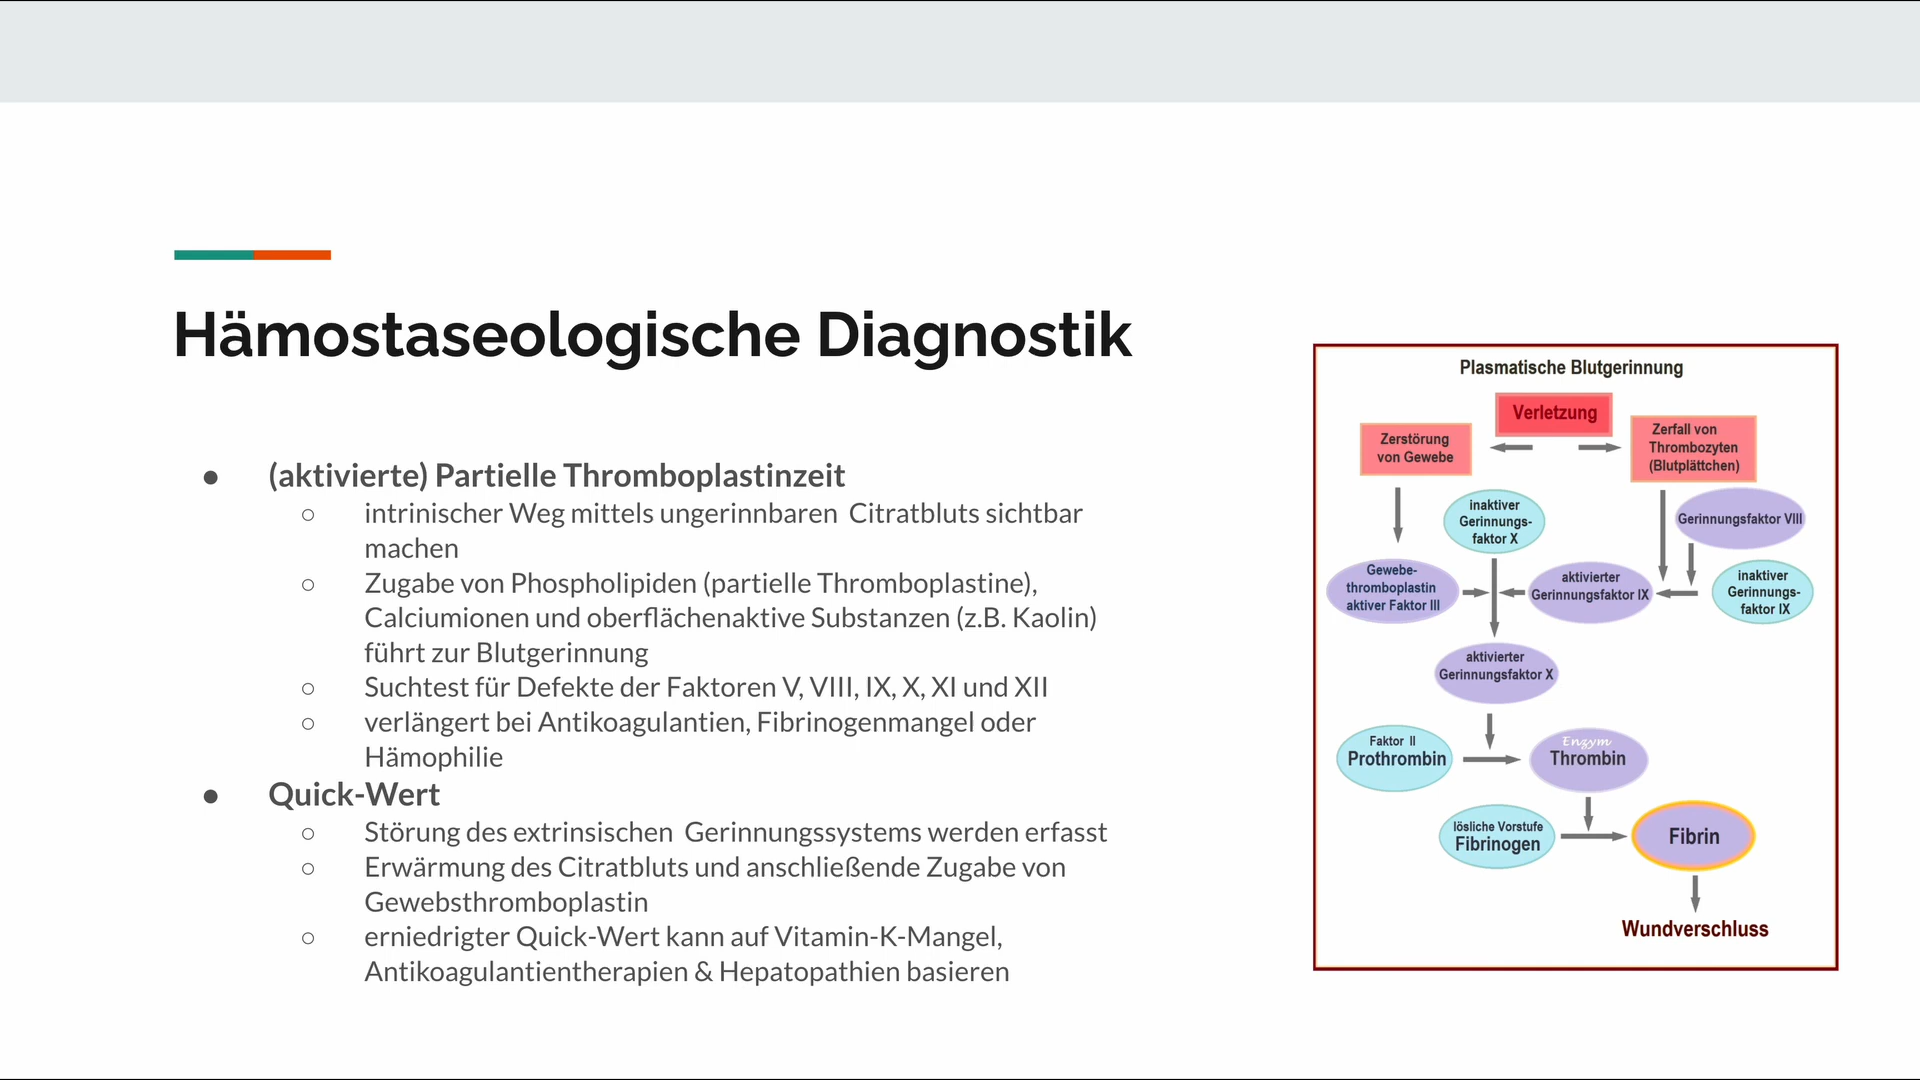 Hämostaseologische Diagnostik
● (aktivierte) Partielle Thromboplastinzeit
○ intrinischer Weg mittels ungerinnbaren Citratbluts sichtbar
machen
○ Zugabe von Phospholipiden (partielle Thromboplastine),
Calciumionen und oberflächenaktive Substanzen (z.B. Kaolin)
führt zur Blutgerinnung
○ Suchtest für Defekte der Faktoren V, VIII, IX, X, XI und XII
○ verlängert bei Antikoagulantien, Fibrinogenmangel oder
Hämophilie
● Quick-Wert
○ Störung des extrinsischen Gerinnungssystems werden erfasst
○ Erwärmung des Citratbluts und anschließende Zugabe von
Gewebsthromboplastin
○ erniedrigter Quick-Wert kann auf Vitamin-K-Mangel,
Antikoagulantientherapien & Hepatopathien basieren
Plasmatische Blutgerinnung
Verletzung
Zerstörung
von Gewebe
Zerfall von
Thrombozyten
(Blutplättchen)
inaktiver
Gerinnungs-
faktor X
Gerinnungsfaktor VIII
Gewebe-
thromboplastin
aktiver Faktor III
aktivierter
Gerinnungsfaktor IX
inaktiver
Gerinnungs-
faktor IX
aktivierter
Gerinnungsfaktor X
Faktor II
Prothrombin
Enzym
Thrombin
lösliche Vorstufe
Fibrinogen
Fibrin
Wundverschluss